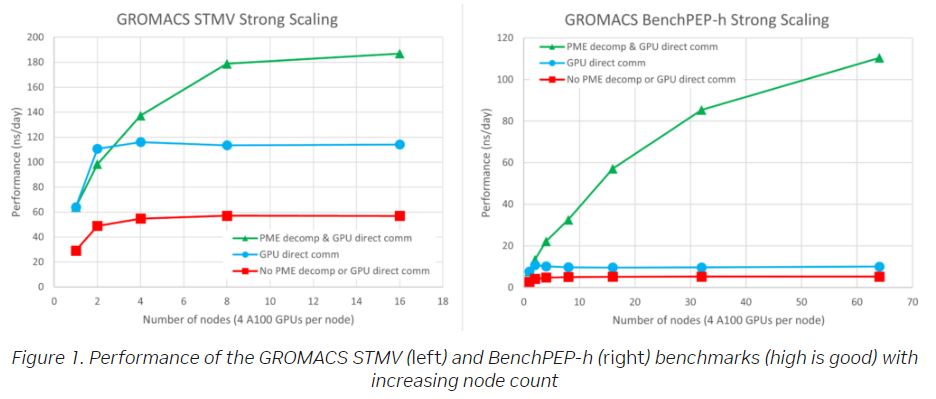 GROMACS STMV Strong Scaling
200
180
160
140
120
100
80
60
40
20
0
Performance (ns/day)
PME decomp & GPU direct comm
GPU direct comm
No PME decomp or GPU direct comm
0 2 4 6 8 10 12 14 16 18
Number of nodes (4 A100 GPUs per node)
GROMACS BenchPEP-h Strong Scaling
120
100
80
60
40
20
0
Performance (ns/day)
PME decomp & GPU direct comm
GPU direct comm
No PME decomp or GPU direct comm
0 10 20 30 40 50 60 70
Number of nodes (4 A100 GPUs per node)
Figure 1. Performance of the GROMACS STMV (left) and BenchPEP-h (right) benchmarks (high is good) with
increasing node count